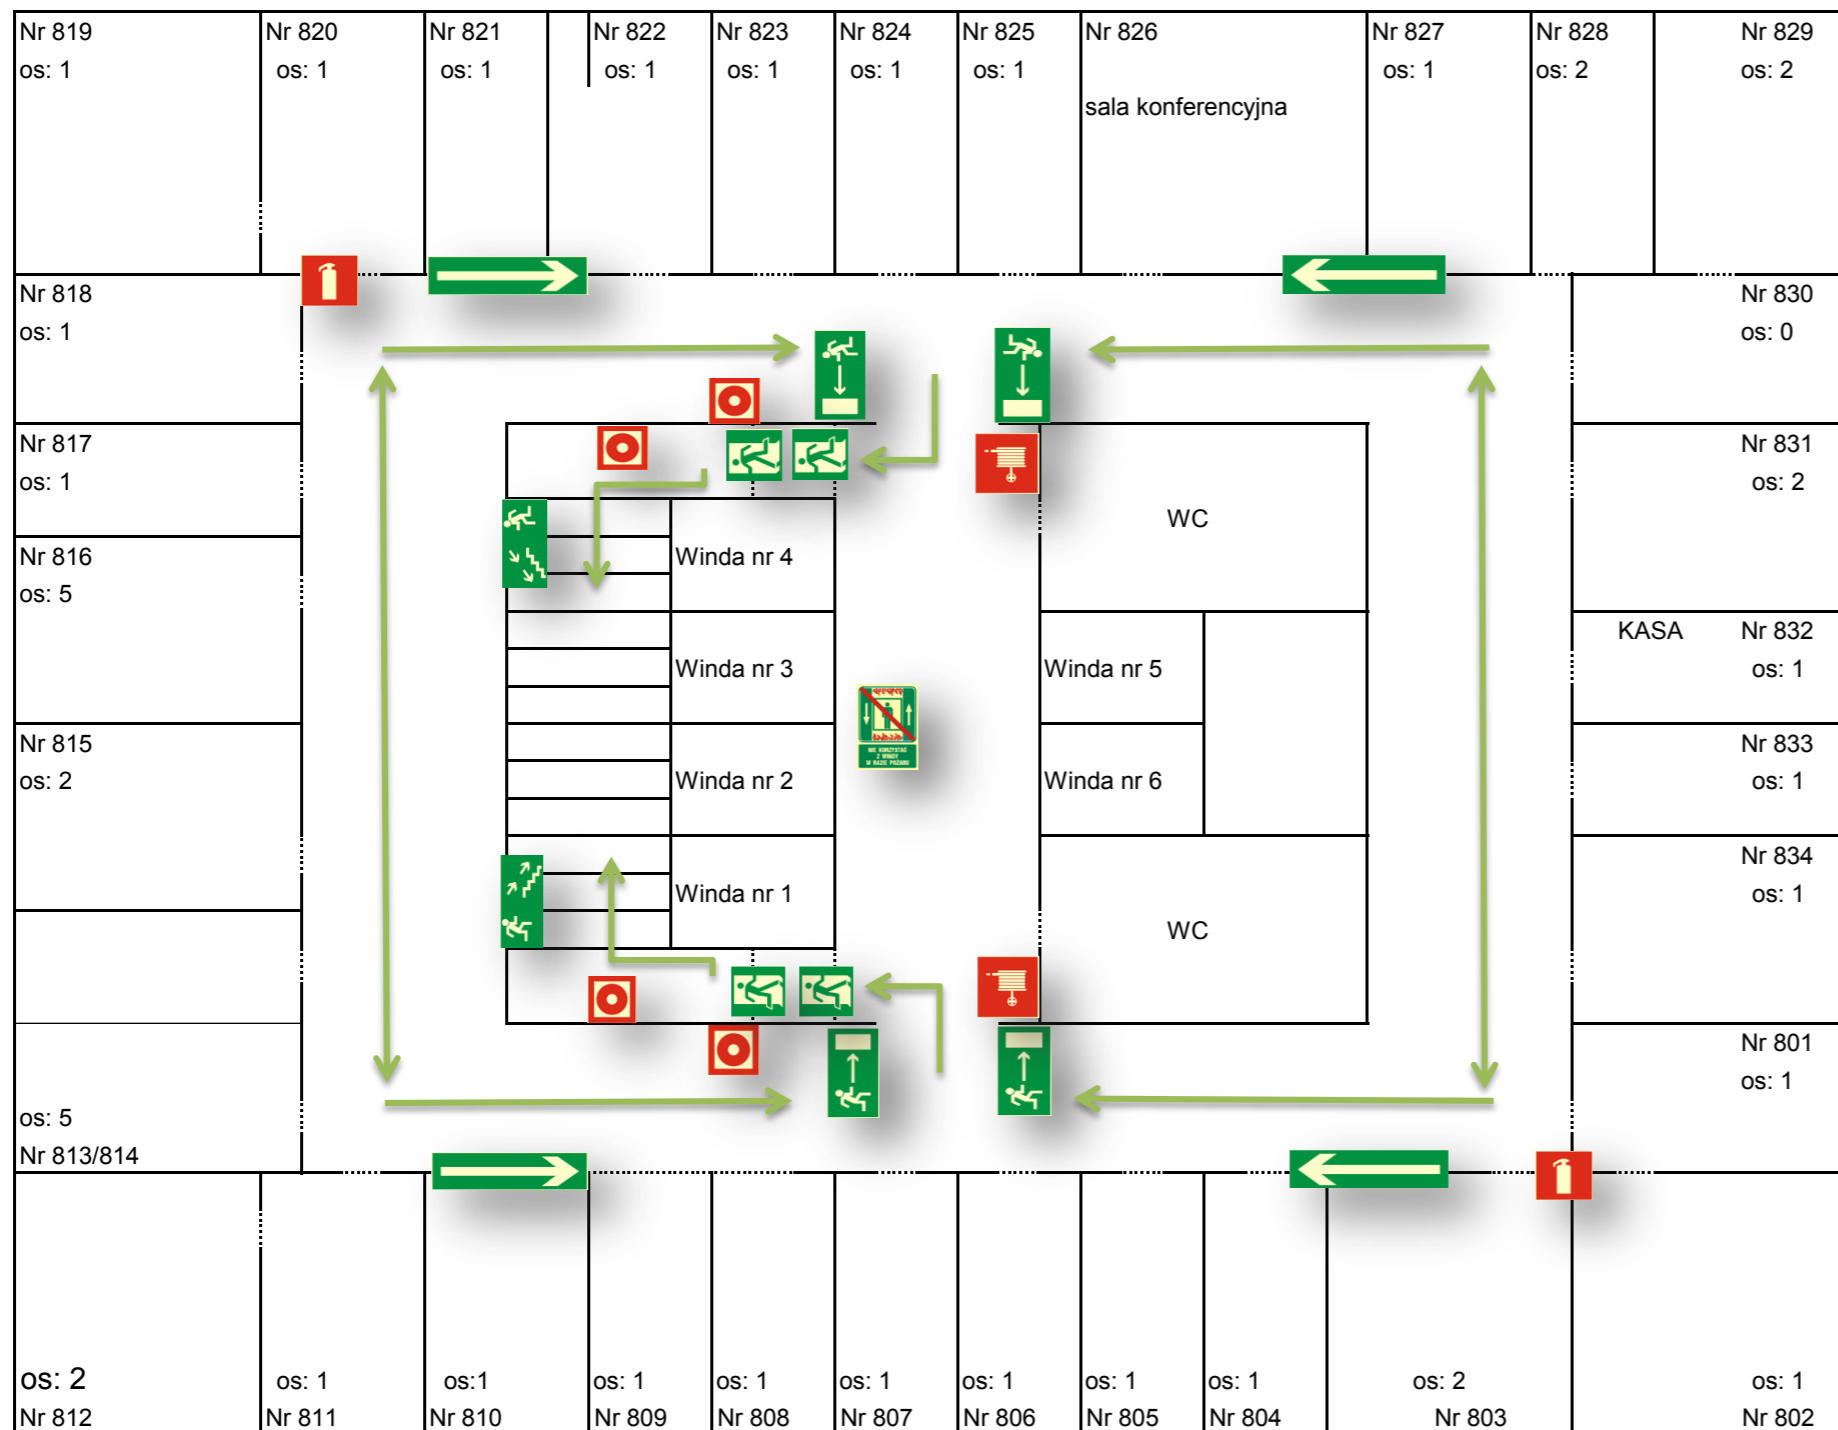 Nr 819
os: 1
Nr 820
os: 1
Nr 821
os: 1
Nr 822
os: 1
Nr 823
os: 1
Nr 824
os: 1
Nr 825
os: 1
Nr 826
sala konferencyjna
Nr 827
os: 1
Nr 828
os: 2
Nr 829
os: 2
Nr 818
os: 1
Nr 830
os: 0
Nr 817
os: 1
Nr 831
os: 2
WC
Nr 816
os: 5
Winda nr 4
KASA Nr 832
os: 1
Winda nr 3
Winda nr 5
NIE KORZYSTAĆ
Z WINDY
W RAZIE POŻARU
Nr 815
os: 2
Winda nr 2
Winda nr 6
Nr 833
os: 1
Winda nr 1
WC
Nr 834
os: 1
Nr 801
os: 1
os: 5
Nr 813/814
os: 2
Nr 812
os: 1
Nr 811
os:1
Nr 810
os: 1
Nr 809
os: 1
Nr 808
os: 1
Nr 807
os: 1
Nr 806
os: 1
Nr 805
os: 1
Nr 804
os: 2
Nr 803
os: 1
Nr 802